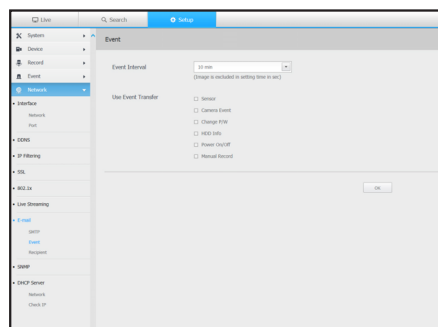 Live
Search
Setup
System
Device
Record
Event
Network
Interface
Network
Port
DDNS
IP Filtering
SSL
802.1x
Live Streaming
E-mail
SMTP
Event
Recipient
SNMP
DHCP Server
Network
Check IP
Event
Event Interval
10 min
(Image is excluded in setting time in sec)
Use Event Transfer
Sensor
Camera Event
Change P/W
HDD Info
Power On/Off
Manual Record
OK